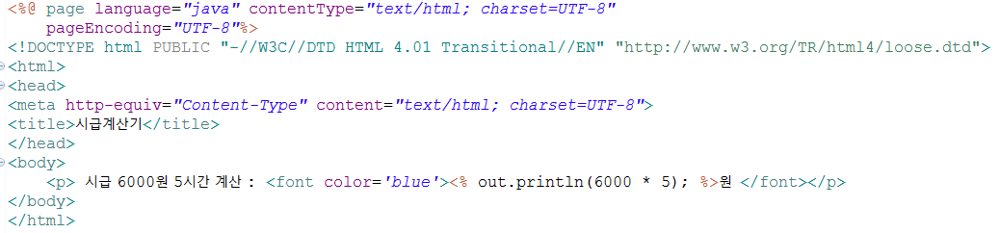 <%@ page language="java" contentType="text/html; charset=UTF-8"
    pageEncoding="UTF-8"%>
<!DOCTYPE html PUBLIC "-//W3C//DTD HTML 4.01 Transitional//EN" "http://www.w3.org/TR/html4/loose.dtd">
<html>
<head>
<meta http-equiv="Content-Type" content="text/html; charset=UTF-8">
<title>시급계산기</title>
</head>
<body>
    <p> 시급 6000원 5시간 계산 : <font color='blue'><% out.println(6000 * 5); %>원 </font></p>
</body>
</html>